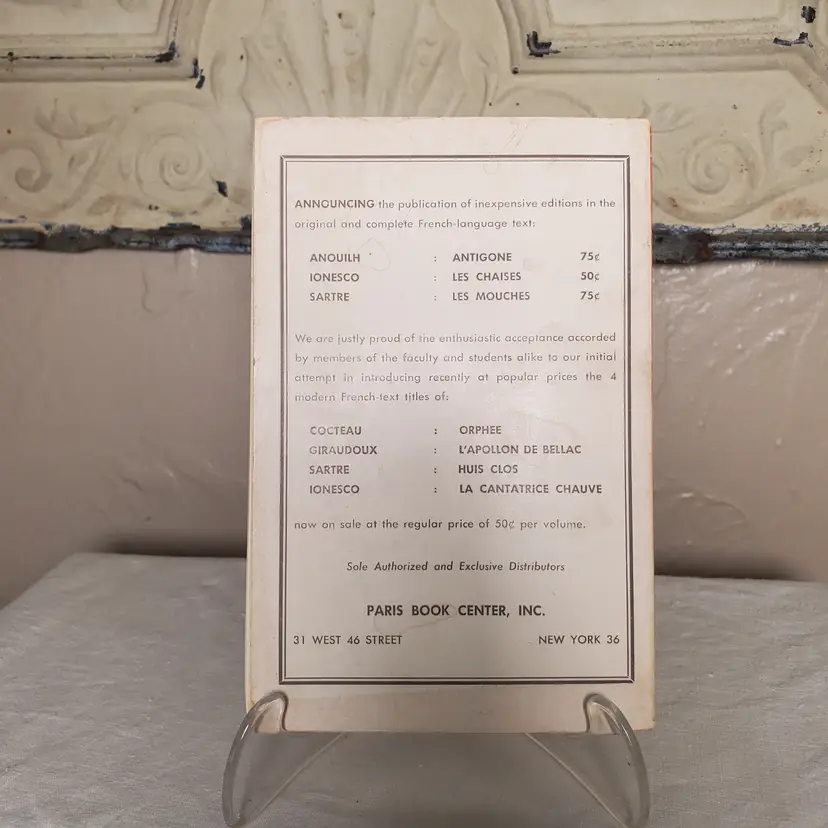 ANNOUNCING the publication of inexpensive editions in the
original and complete French-language text:
ANOUILH : ANTIGONE 75¢
IONESCO : LES CHAISES 50¢
SARTRE : LES MOUCHES 75¢
We are justly proud of the enthusiastic acceptance accorded
by members of the faculty and students alike to our initial
attempt in introducing recently at popular prices the 4
modern French-text titles of:
COCTEAU : ORPHEE
GIRAUDOUX : L'APOLLON DE BELLAC
SARTRE : HUIS CLOS
IONESCO : LA CANTATRICE CHAUVE
now on sale at the regular price of 50¢ per volume.
Sole Authorized and Exclusive Distributors
PARIS BOOK CENTER, INC.
31 WEST 46 STREET NEW YORK 36